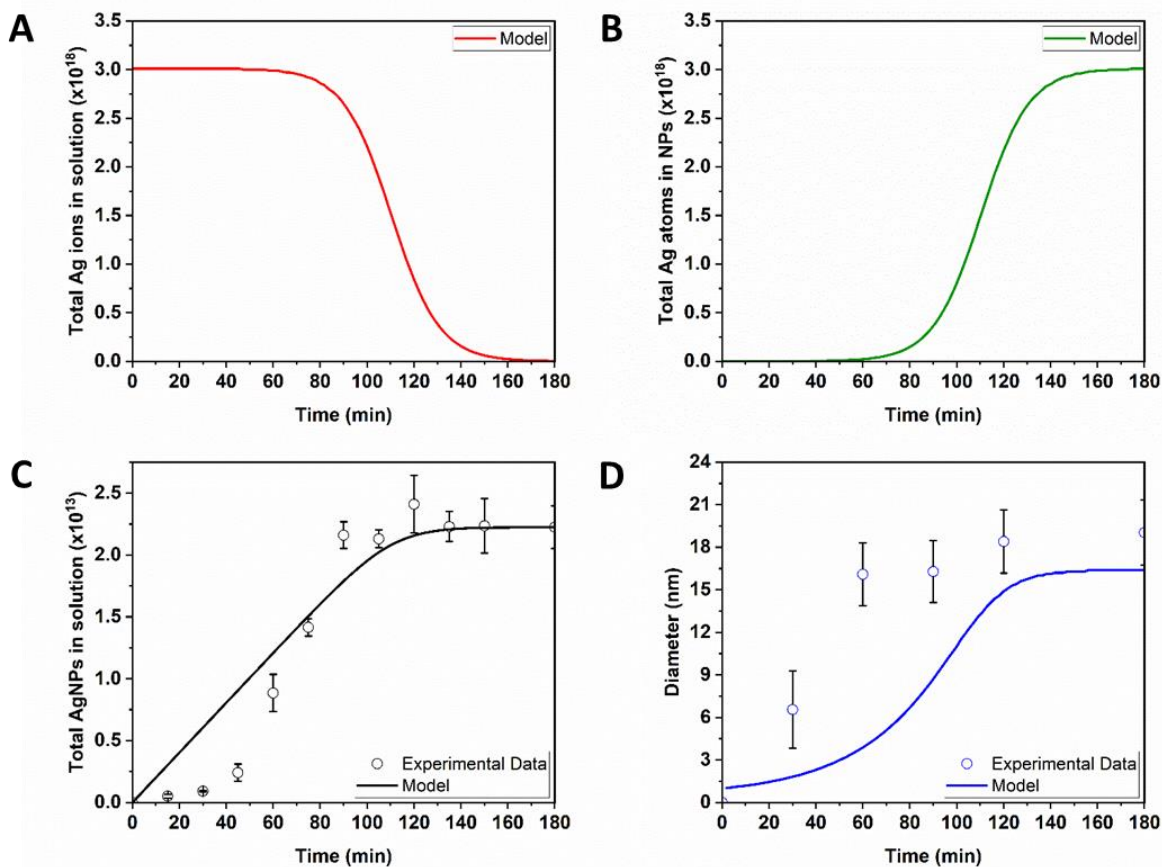 A
Model
Total Ag ions in solution (x10¹⁸)
3.5
3.0
2.5
2.0
1.5
1.0
0.5
0.0
0 20 40 60 80 100 120 140 160 180
Time (min)
B
Model
Total Ag atoms in NPs (x10¹⁸)
3.5
3.0
2.5
2.0
1.5
1.0
0.5
0.0
0 20 40 60 80 100 120 140 160 180
Time (min)
C
Total AgNPs in solution (x10¹³)
2.5
2.0
1.5
1.0
0.5
0.0
Experimental Data
Model
0 20 40 60 80 100 120 140 160 180
Time (min)
D
Diameter (nm)
24
21
18
15
12
9
6
3
0
Experimental Data
Model
0 20 40 60 80 100 120 140 160 180
Time (min)